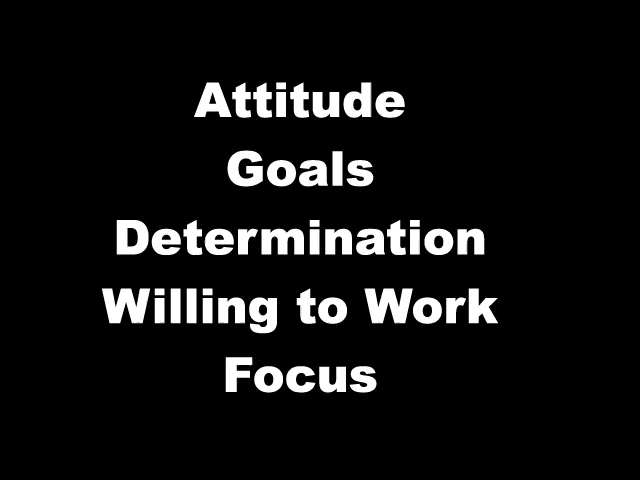 Attitude
Goals
Determination
Willing to Work
Focus